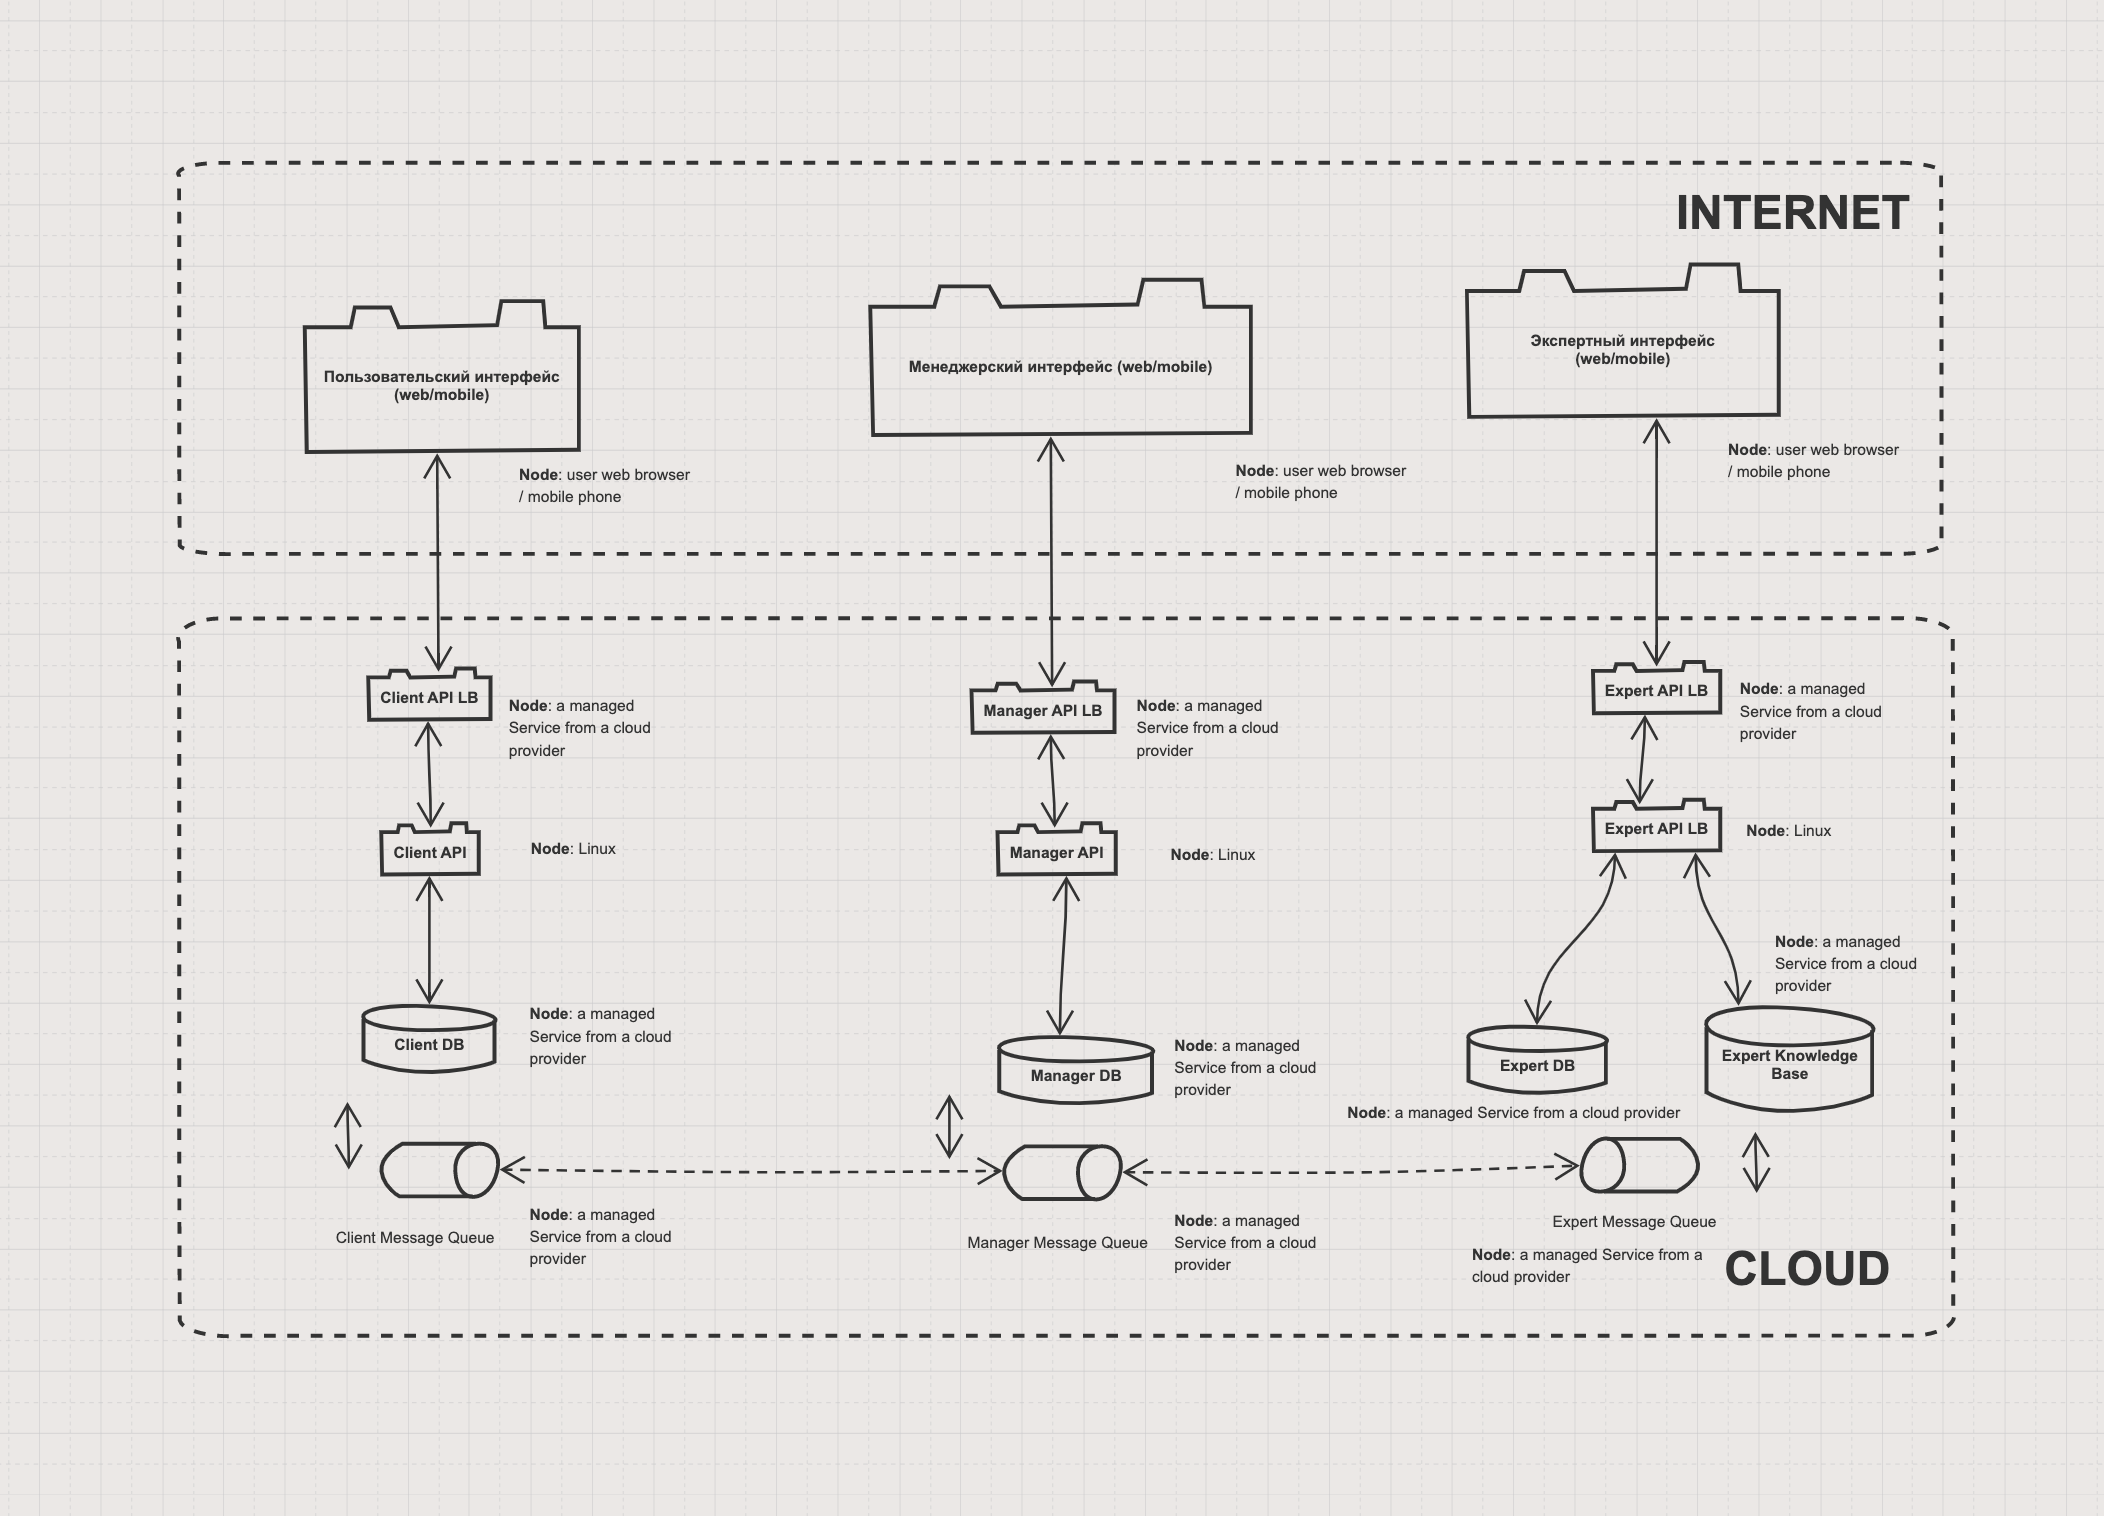 INTERNET
Пользовательский интерфейс
(web/mobile)
Node: user web browser
/ mobile phone
Менеджерский интерфейс (web/mobile)
Node: user web browser
/ mobile phone
Экспертный интерфейс
(web/mobile)
Node: user web browser
/ mobile phone
Client API LB
Node: a managed
Service from a cloud
provider
Manager API LB
Node: a managed
Service from a cloud
provider
Expert API LB
Node: a managed
Service from a cloud
provider
Client API
Node: Linux
Manager API
Node: Linux
Expert API LB
Node: Linux
Client DB
Node: a managed
Service from a cloud
provider
Manager DB
Node: a managed
Service from a cloud
provider
Expert DB
Node: a managed Service from a cloud provider
Node: a managed
Service from a cloud
provider
Expert Knowledge
Base
Client Message Queue
Node: a managed
Service from a cloud
provider
Manager Message Queue
Node: a managed
Service from a cloud
provider
Expert Message Queue
Node: a managed Service from a
cloud provider
CLOUD